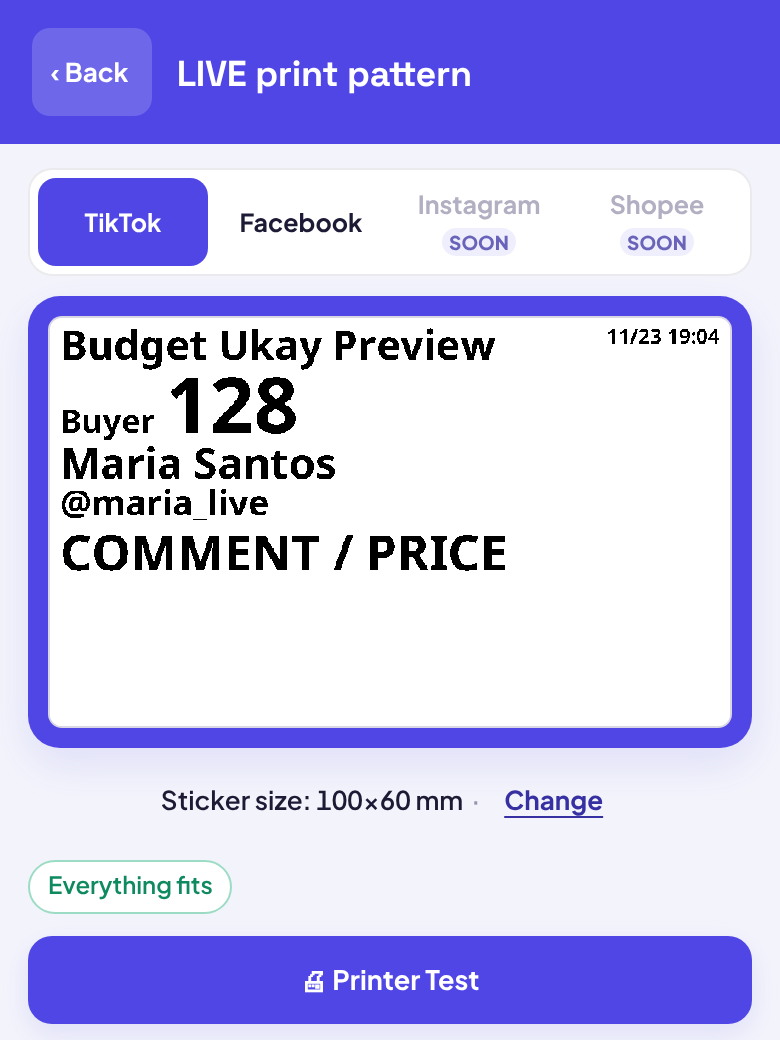 ‹ Back
LIVE print pattern
TikTok
Facebook
Instagram
SOON
Shopee
SOON
Budget Ukay Preview
11/23 19:04
Buyer 128
Maria Santos
@maria_live
COMMENT / PRICE
Sticker size: 100×60 mm · Change
Everything fits
🖨 Printer Test